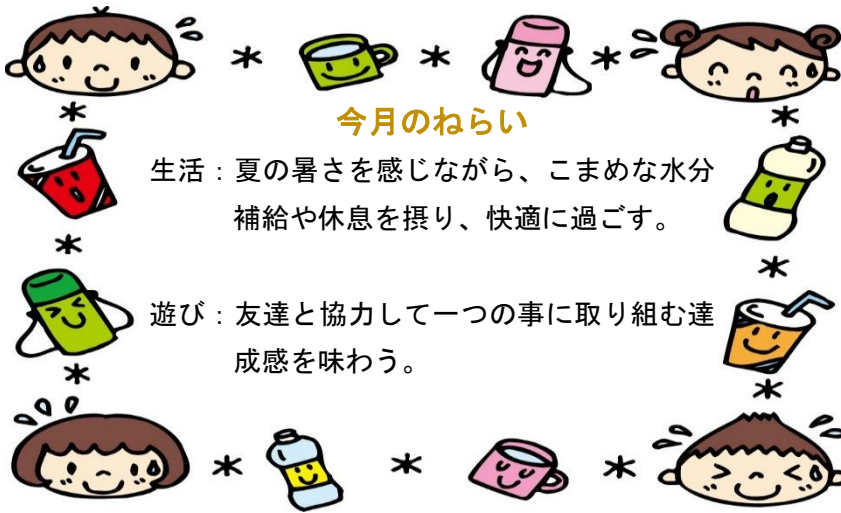 今月のねらい
生活：夏の暑さを感じながら、こまめな水分
補給や休息を摂り、快適に過ごす。
遊び：友達と協力して一つの事に取り組む達
成感を味わう。